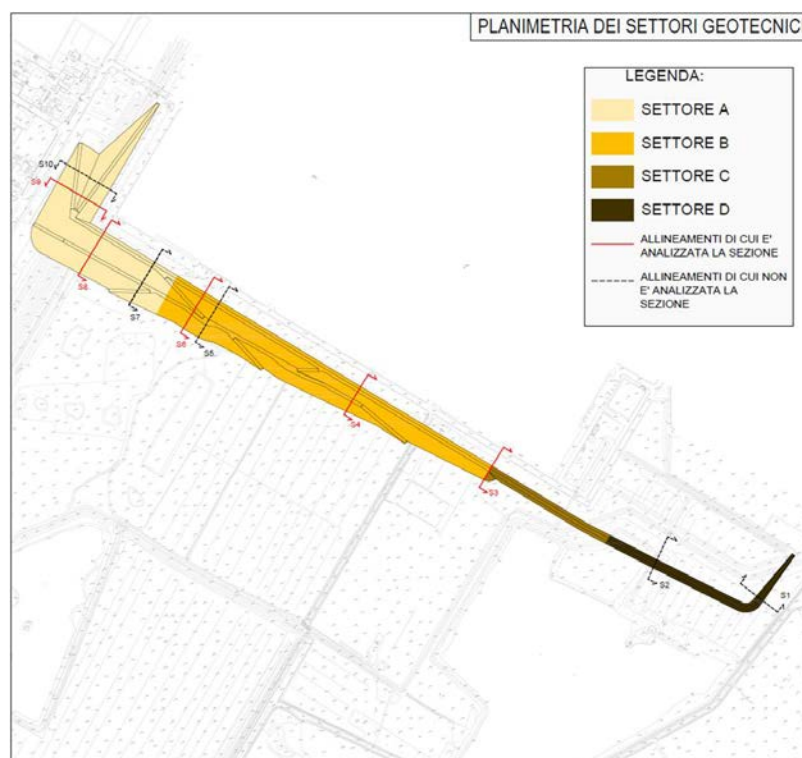 PLANIMETRIA DEI SETTORI GEOTECNIC
LEGENDA:
SETTORE A
SETTORE B
SETTORE C
SETTORE D
ALLINEAMENTI DI CUI E'
ANALIZZATA LA SEZIONE
ALLINEAMENTI DI CUI NON
E' ANALIZZATA LA
SEZIONE
S10
S9
S8
S7
S6
S5
S4
S3
S2
S1